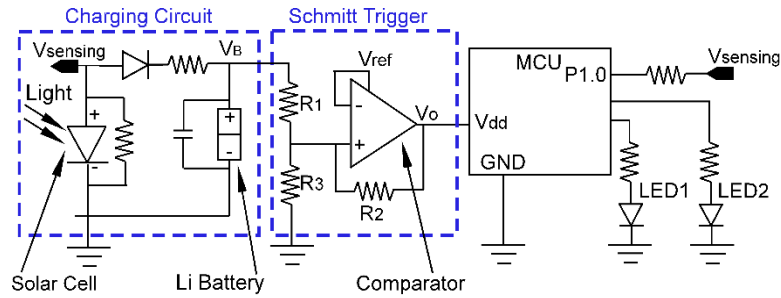 Charging Circuit
Schmitt Trigger
Vsensing
VB
Vref
MCU
Vsensing
P1.0
Light
R1
-
Vo
+
+
Vdd
+
-
-
R3
GND
R2
LED1
LED2
Solar Cell
Li Battery
Comparator